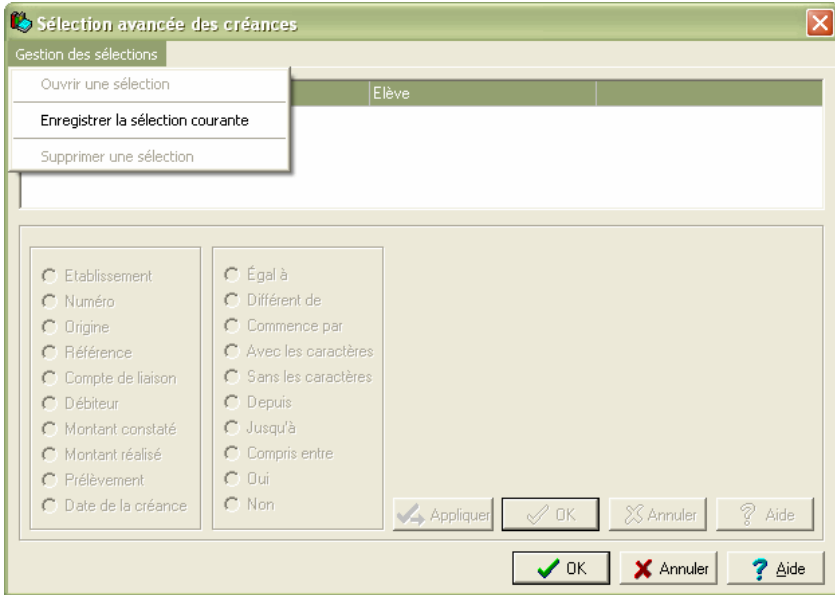 Sélection avancée des créances
Gestion des sélections
Ouvrir une sélection
Elève
Enregistrer la sélection courante
Supprimer une sélection
Etablissement
Numéro
Origine
Référence
Compte de liaison
Débiteur
Montant constaté
Montant réalisé
Prélèvement
Date de la créance
Égal à
Différent de
Commence par
Avec les caractères
Sans les caractères
Depuis
Jusqu'à
Compris entre
Oui
Non
Appliquer OK Annuler Aide
OK Annuler Aide